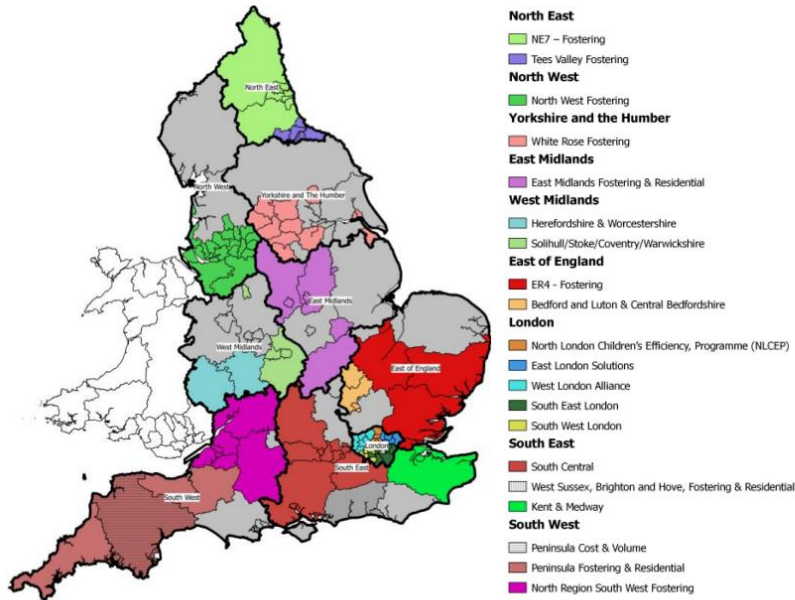 North East
NE7 – Fostering
Tees Valley Fostering
North West
North West Fostering
Yorkshire and the Humber
White Rose Fostering
East Midlands
East Midlands Fostering & Residential
West Midlands
Herefordshire & Worcestershire
Solihull/Stoke/Coventry/Warwickshire
East of England
ER4 - Fostering
Bedford and Luton & Central Bedfordshire
London
North London Children's Efficiency, Programme (NLCEP)
East London Solutions
West London Alliance
South East London
South West London
South East
South Central
West Sussex, Brighton and Hove, Fostering & Residential
Kent & Medway
South West
Peninsula Cost & Volume
Peninsula Fostering & Residential
North Region South West Fostering
North East
North West
Yorkshire and The Humber
East Midlands
West Midlands
East of England
London
South East
South West